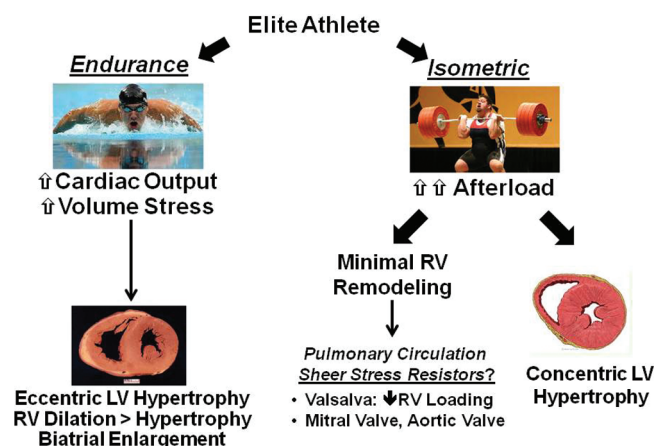 Elite Athlete
Endurance
Isometric
⇧Cardiac Output
⇧Volume Stress
⇧⇧ Afterload
Minimal RV
Remodeling
Pulmonary Circulation
Sheer Stress Resistors?
• Valsalva: 🡇RV Loading
• Mitral Valve, Aortic Valve
Eccentric LV Hypertrophy
RV Dilation > Hypertrophy
Biatrial Enlargement
Concentric LV
Hypertrophy